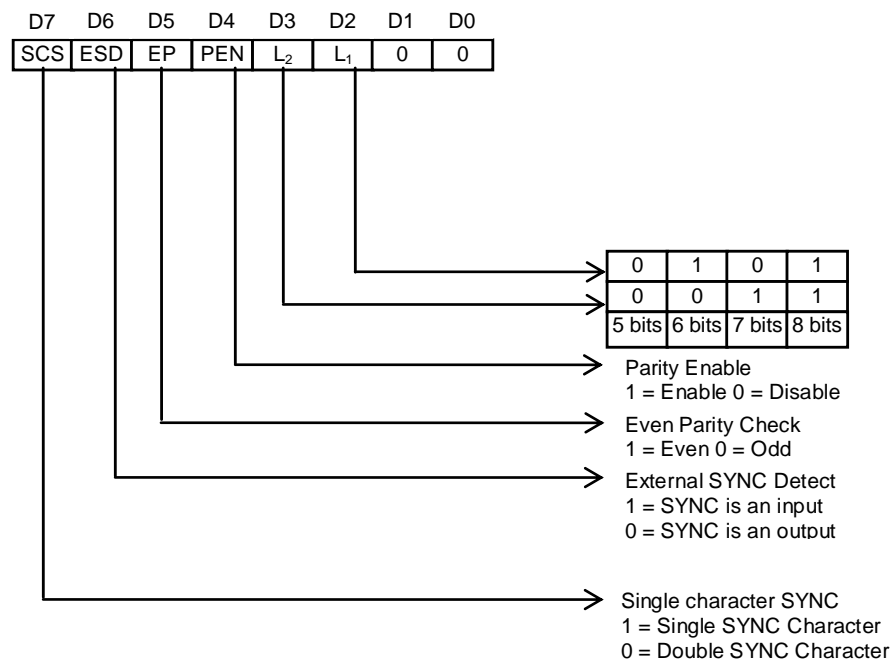 D7 D6 D5 D4 D3 D2 D1 D0
SCS ESD EP PEN L₂ L₁ 0 0
0 1 0 1
0 0 1 1
5 bits 6 bits 7 bits 8 bits
Parity Enable
1 = Enable 0 = Disable
Even Parity Check
1 = Even 0 = Odd
External SYNC Detect
1 = SYNC is an input
0 = SYNC is an output
Single character SYNC
1 = Single SYNC Character
0 = Double SYNC Character